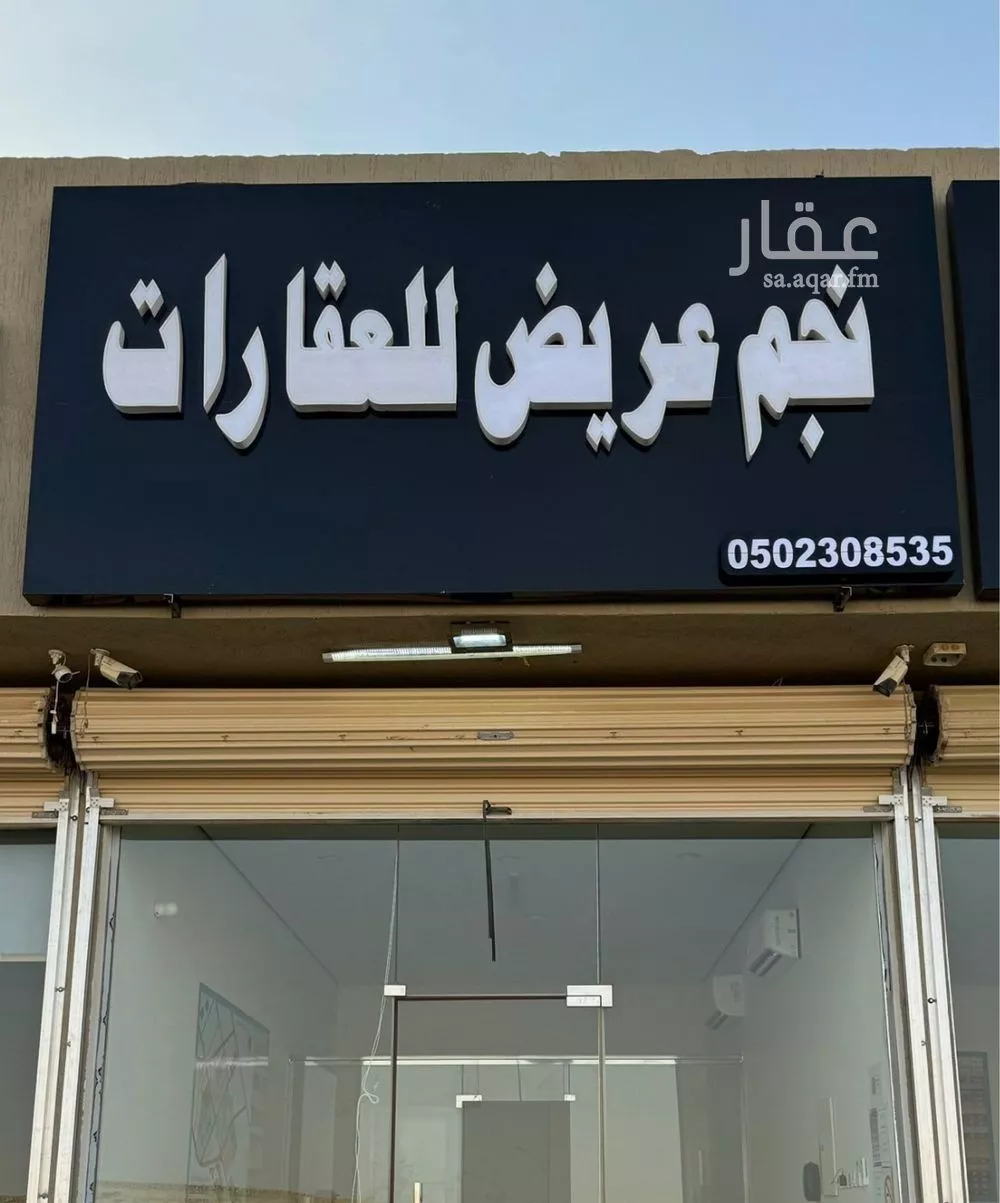 عقار
sa.aqar.fm
نجم عريض للعقارات
0502308535